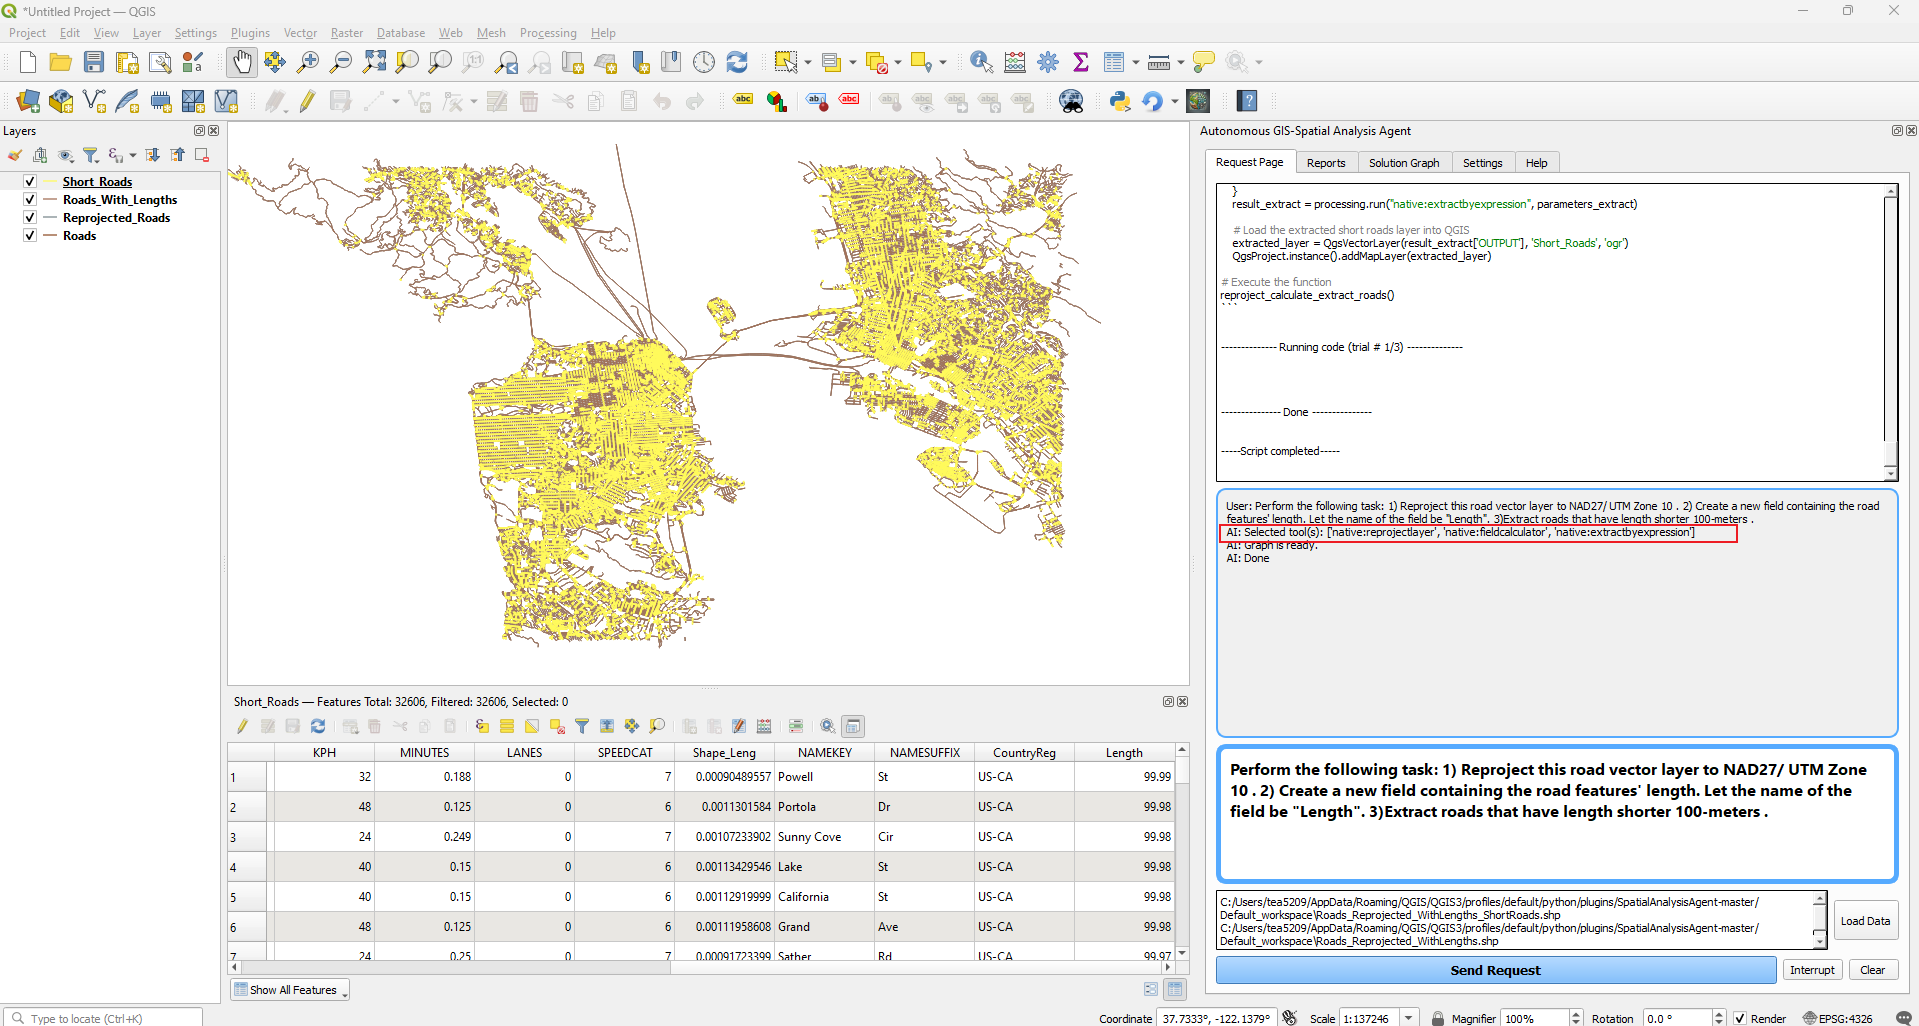 *Untitled Project — QGIS
Project Edit View Layer Settings Plugins Vector Raster Database Web Mesh Processing Help
Layers
Short_Roads
Roads_With_Lengths
Reprojected_Roads
Roads
Short_Roads — Features Total: 32606, Filtered: 32606, Selected: 0
KPH MINUTES LANES SPEEDCAT Shape_Leng NAMEKEY NAMESUFFIX CountryReg Length
1 32 0.188 0 7 0.00090489557 Powell St US-CA 99.99
2 48 0.125 0 6 0.0011301584 Portola Dr US-CA 99.98
3 24 0.249 0 7 0.00107233902 Sunny Cove Cir US-CA 99.98
4 40 0.15 0 6 0.00113429546 Lake St US-CA 99.98
5 40 0.15 0 6 0.00112919999 California St US-CA 99.98
6 48 0.125 0 6 0.00111958608 Grand Ave US-CA 99.98
7 24 0.25 0 7 0.00091723399 Sather Rd US-CA 99.97
Show All Features
Autonomous GIS-Spatial Analysis Agent
Request Page Reports Solution Graph Settings Help
}
result_extract = processing.run("native:extractbyexpression", parameters_extract)
# Load the extracted short roads layer into QGIS
extracted_layer = QgsVectorLayer(result_extract['OUTPUT'], 'Short_Roads', 'ogr')
QgsProject.instance().addMapLayer(extracted_layer)
# Execute the function
reproject_calculate_extract_roads()
```
-------------- Running code (trial # 1/3) --------------
--------------- Done ---------------
-----Script completed-----
User: Perform the following task: 1) Reproject this road vector layer to NAD27/ UTM Zone 10 . 2) Create a new field containing the road
features' length. Let the name of the field be "Length". 3)Extract roads that have length shorter 100-meters .
AI: Selected tool(s): ['native:reprojectlayer', 'native:fieldcalculator', 'native:extractbyexpression']
AI: Graph is ready.
AI: Done
Perform the following task: 1) Reproject this road vector layer to NAD27/ UTM Zone
10 . 2) Create a new field containing the road features' length. Let the name of the
field be "Length". 3)Extract roads that have length shorter 100-meters .
C:/Users/tea5209/AppData/Roaming/QGIS/QGIS3/profiles/default/python/plugins/SpatialAnalysisAgent-master/
Default_workspace\Roads_Reprojected_WithLengths_ShortRoads.shp
C:/Users/tea5209/AppData/Roaming/QGIS/QGIS3/profiles/default/python/plugins/SpatialAnalysisAgent-master/
Default_workspace\Roads_Reprojected_WithLengths.shp
Load Data
Send Request Interrupt Clear
Type to locate (Ctrl+K) Coordinate 37.7333°, -122.1379° Scale 1:137246 Magnifier 100% Rotation 0.0 ° Render EPSG:4326